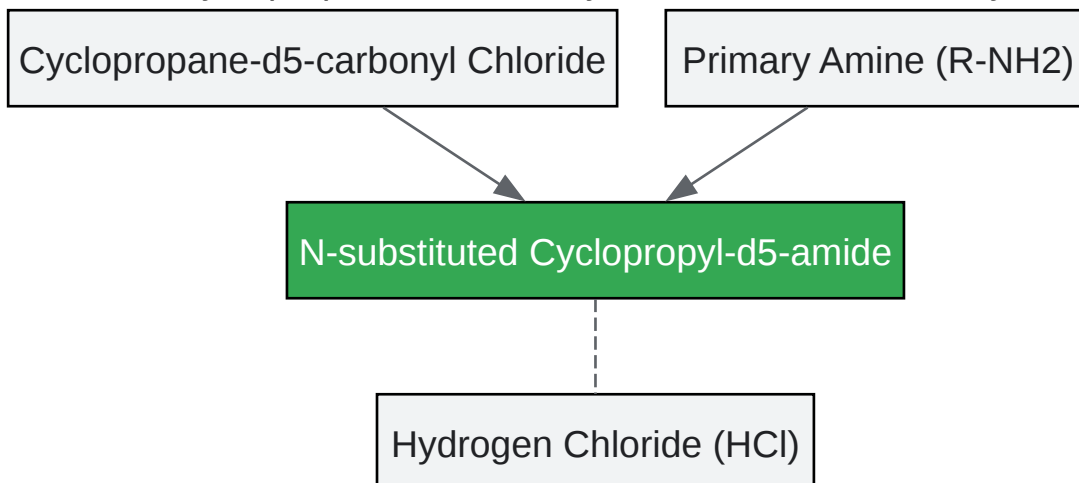 Cyclopropane-d5-carbonyl Chloride
Primary Amine (R-NH2)
N-substituted Cyclopropyl-d5-amide
Hydrogen Chloride (HCl)